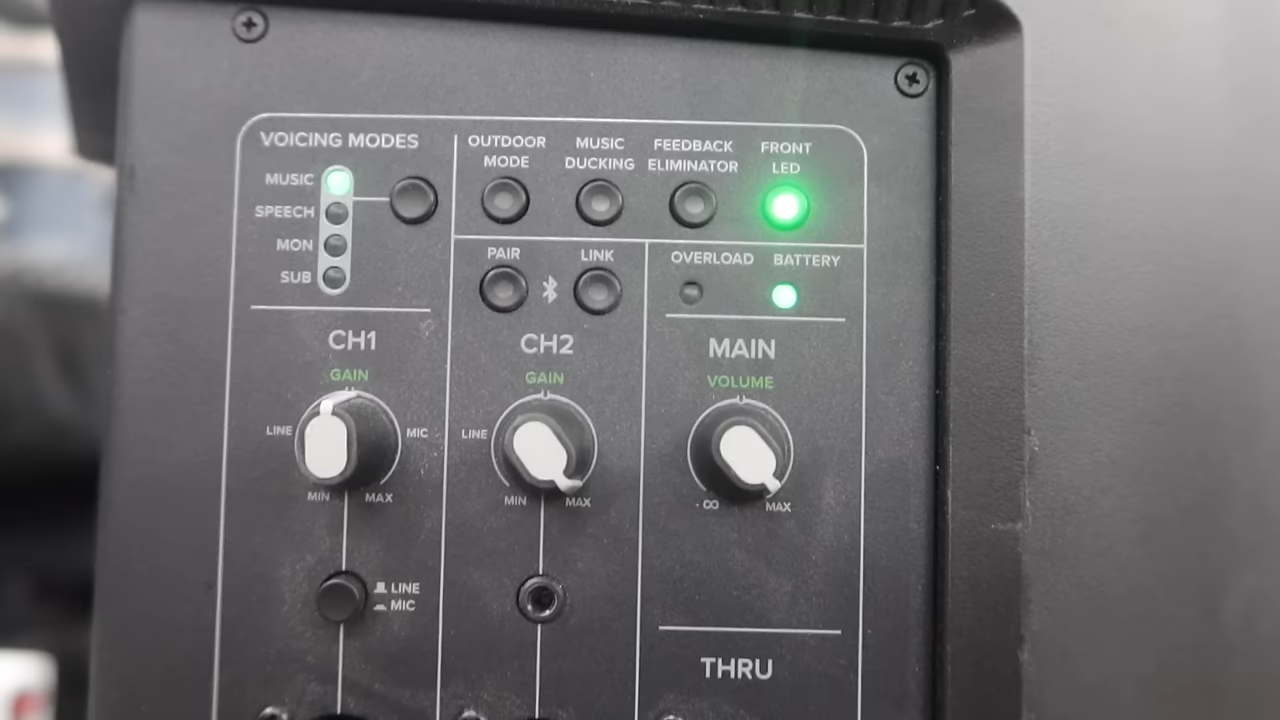 VOICING MODES
MUSIC
SPEECH
MON
SUB
OUTDOOR
MODE
MUSIC
DUCKING
FEEDBACK
ELIMINATOR
FRONT
LED
PAIR
LINK
OVERLOAD
BATTERY
CH1
GAIN
LINE
MIC
MIN
MAX
LINE
MIC
CH2
GAIN
LINE
MIN
MAX
MAIN
VOLUME
- ∞
MAX
THRU